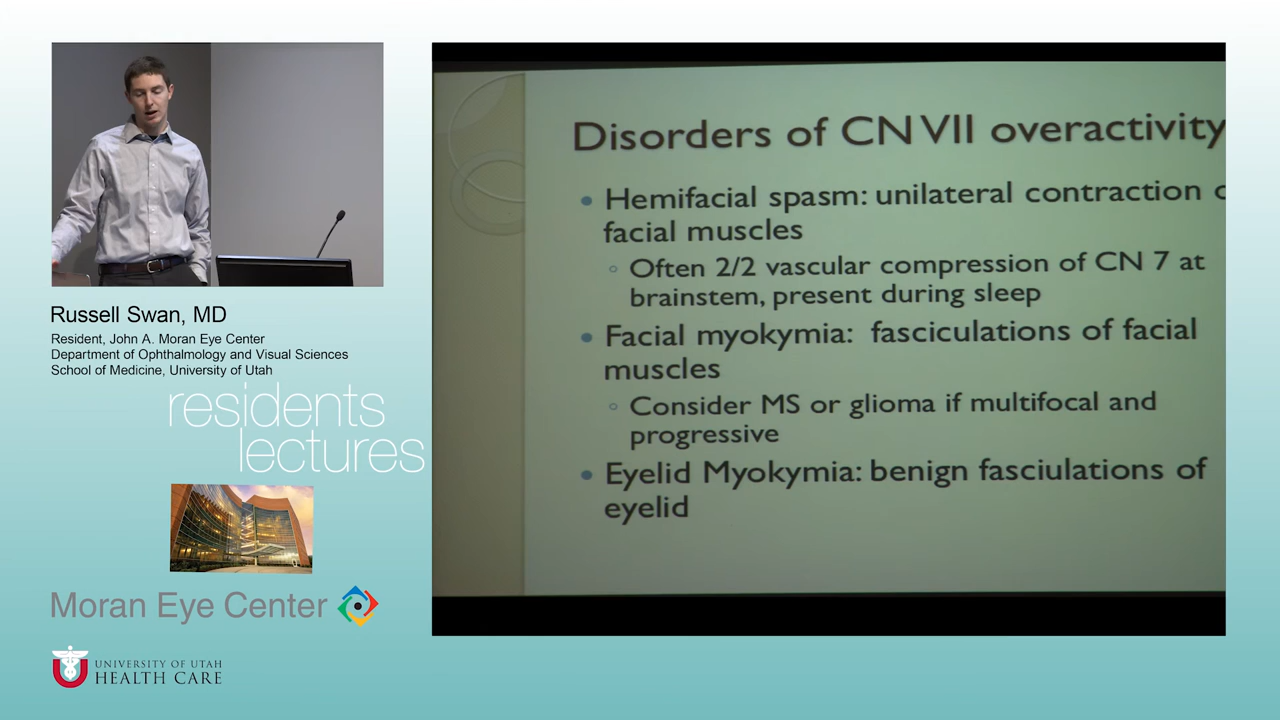 Russell Swan, MD
Resident, John A. Moran Eye Center
Department of Ophthalmology and Visual Sciences
School of Medicine, University of Utah
residents
lectures
Moran Eye Center
UNIVERSITY OF UTAH
HEALTH CARE
Disorders of CN VII overactivity
• Hemifacial spasm: unilateral contraction
facial muscles
◦ Often 2/2 vascular compression of CN 7 at
brainstem, present during sleep
• Facial myokymia: fasciculations of facial
muscles
◦ Consider MS or glioma if multifocal and
progressive
• Eyelid Myokymia: benign fasciulations of
eyelid